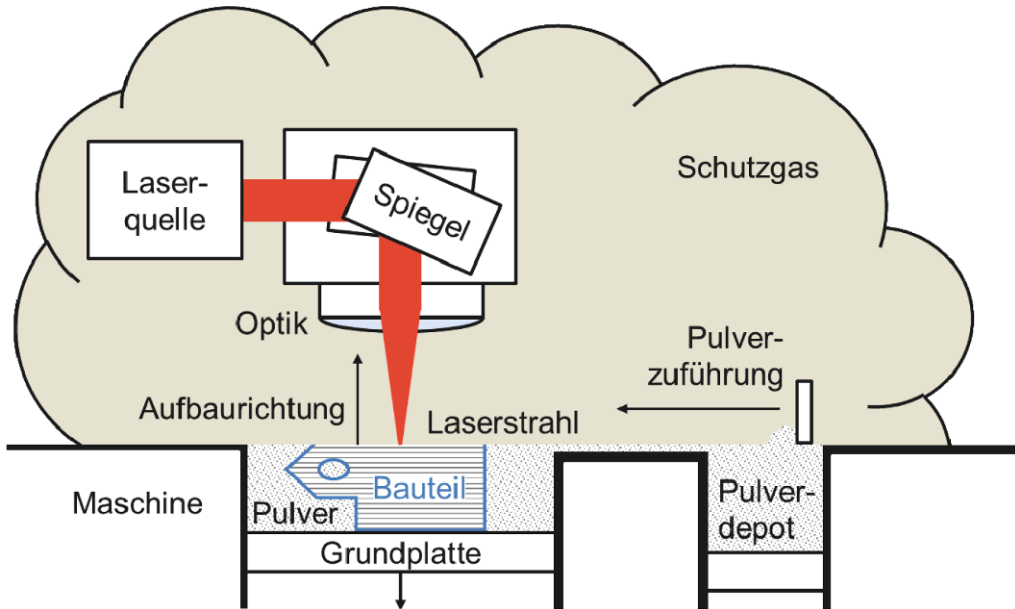 Laser-
quelle
Spiegel
Schutzgas
Optik
Pulver-
zuführung
Aufbaurichtung
Laserstrahl
Maschine
Bauteil
Pulver
Pulver-
depot
Grundplatte